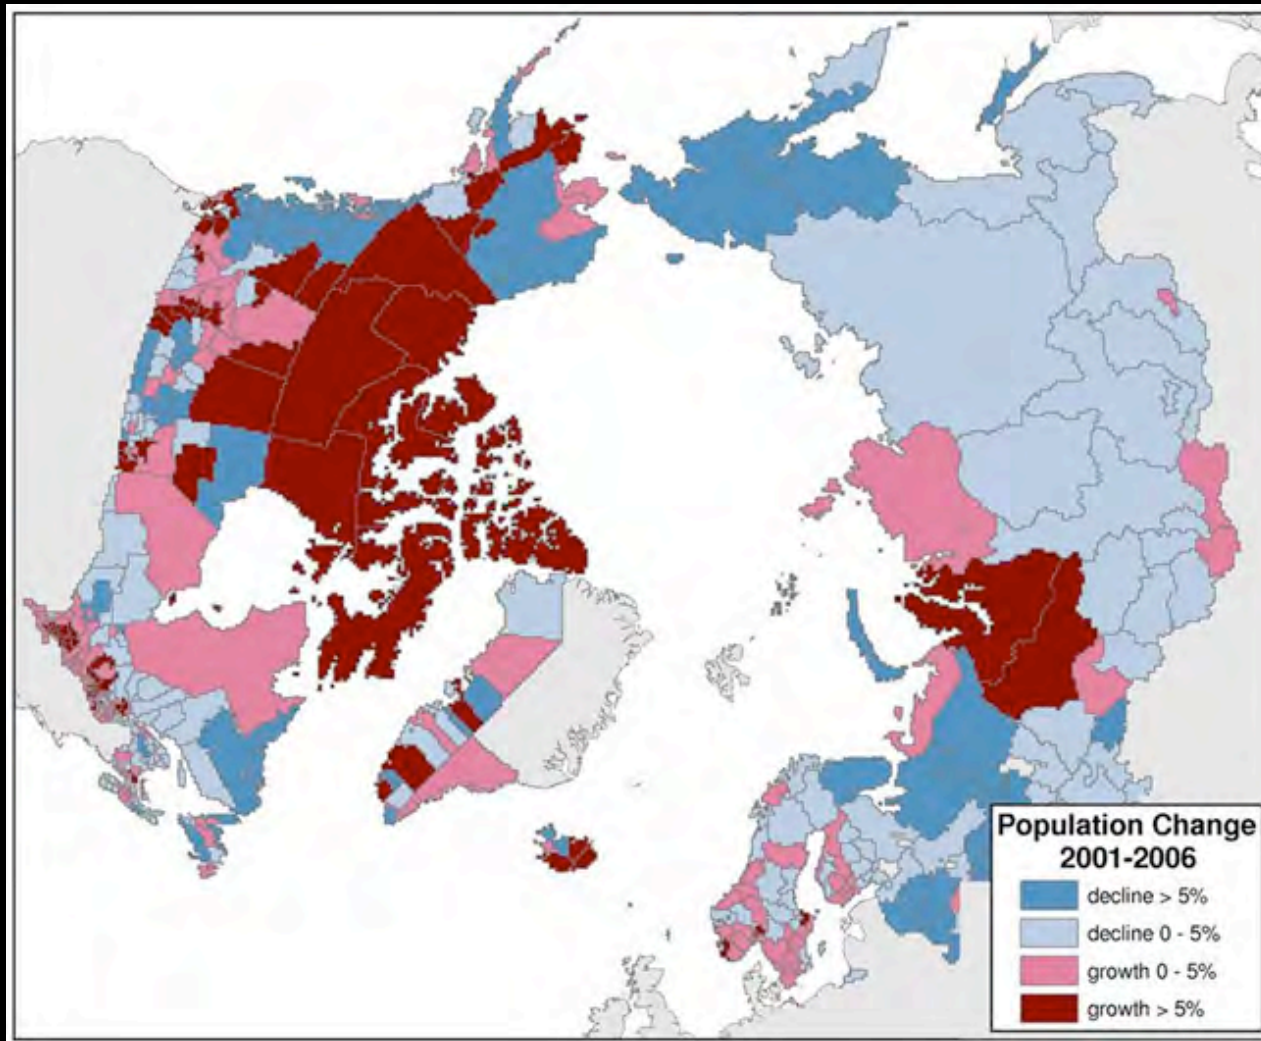 Population Change
2001-2006
decline > 5%
decline 0 - 5%
growth 0 - 5%
growth > 5%